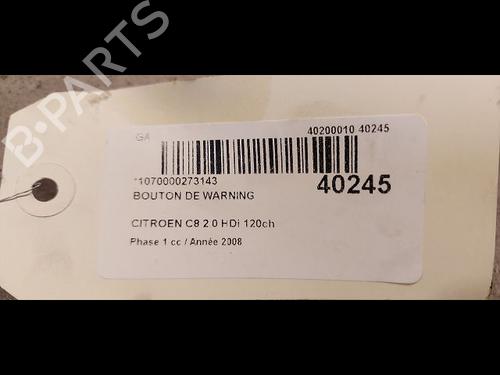 B-PARTS
GA
40200010 40245
*1070000273143
40245
BOUTON DE WARNING
CITROEN C8 2 0 HDi 120ch
Phase 1 cc / Année 2008